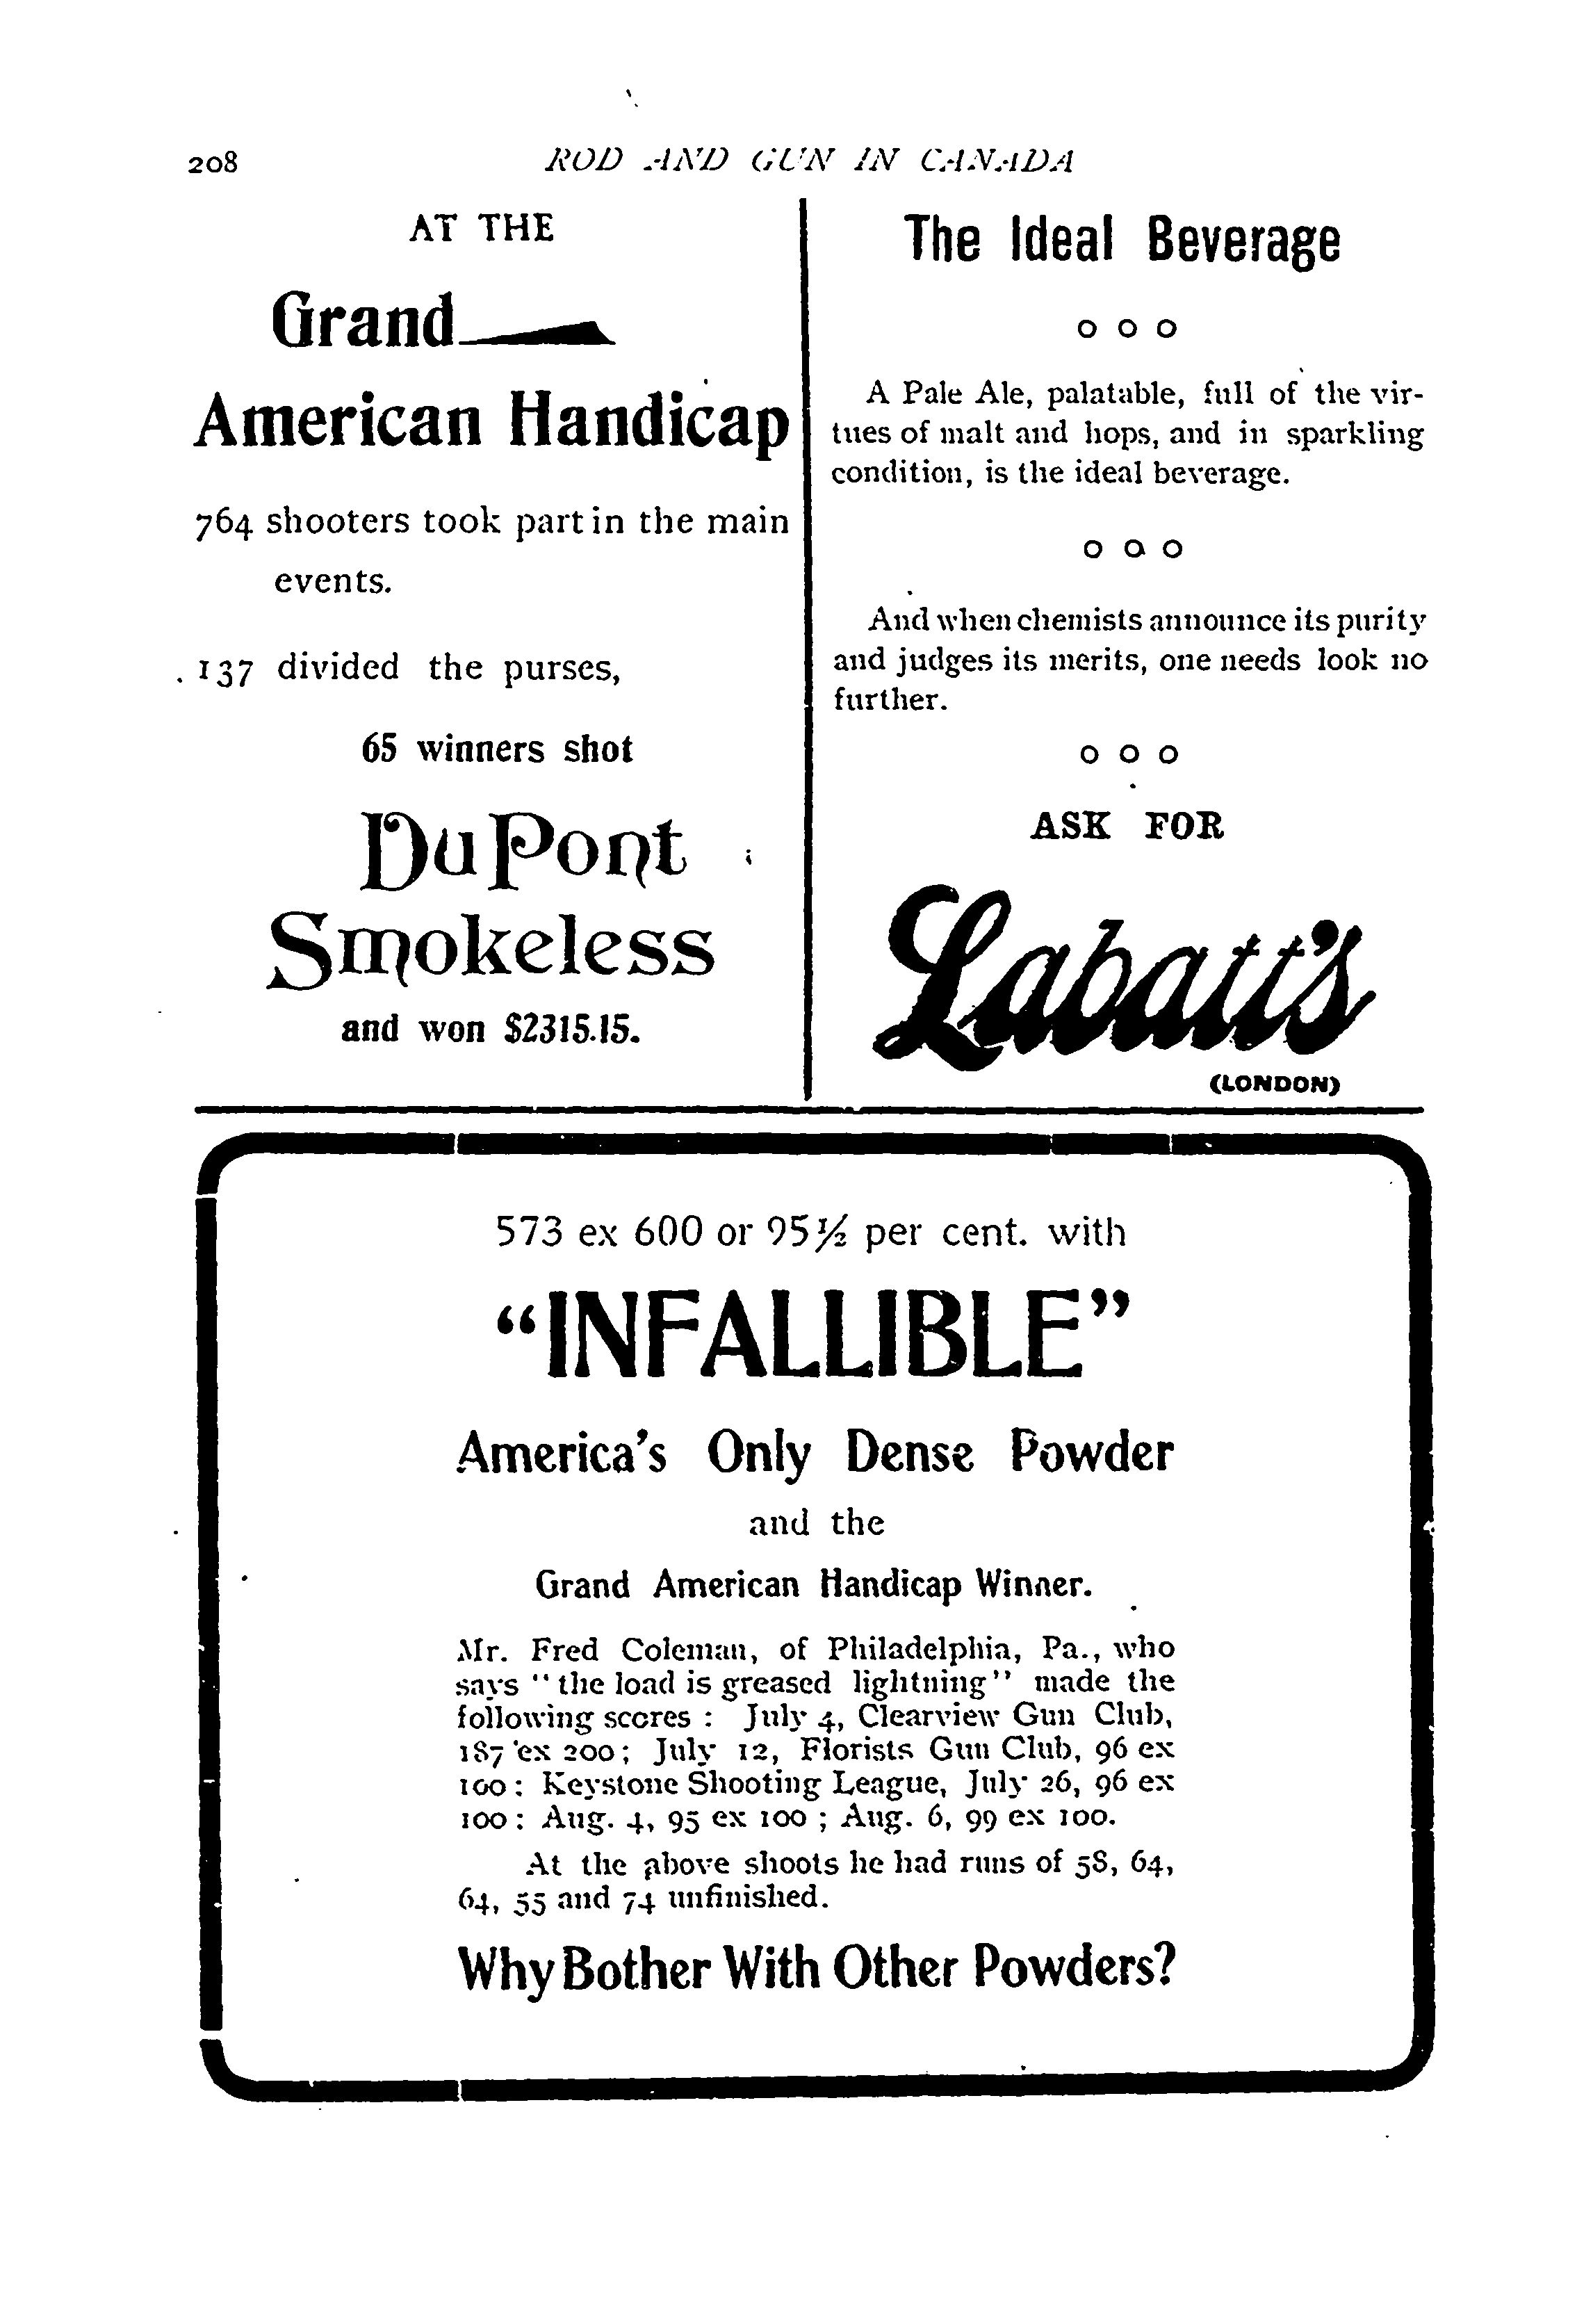 208
ROD AND GUN IN CANADA
AT THE
Grand
American Handicap
764 shooters took part in the main
events.
137 divided the purses,
65 winners shot
DuPont
Smokeless
and won $2315.15.
The Ideal Beverage
o o o
A Pale Ale, palatable, full of the vir-
tues of malt and hops, and in sparkling
condition, is the ideal beverage.
o o o
And when chemists announce its purity
and judges its merits, one needs look no
further.
o o o
ASK FOR
Labatt's
(LONDON)
573 ex 600 or 95½ per cent. with
"INFALLIBLE"
America's Only Dense Powder
and the
Grand American Handicap Winner.
Mr. Fred Coleman, of Philadelphia, Pa., who
says "the load is greased lightning" made the
following scores : July 4, Clearview Gun Club,
187 ex 200; July 12, Florists Gun Club, 96 ex
100: Keystone Shooting League, July 26, 96 ex
100: Aug. 4, 95 ex 100 ; Aug. 6, 99 ex 100.
At the above shoots he had runs of 58, 64,
64, 55 and 74 unfinished.
Why Bother With Other Powders?